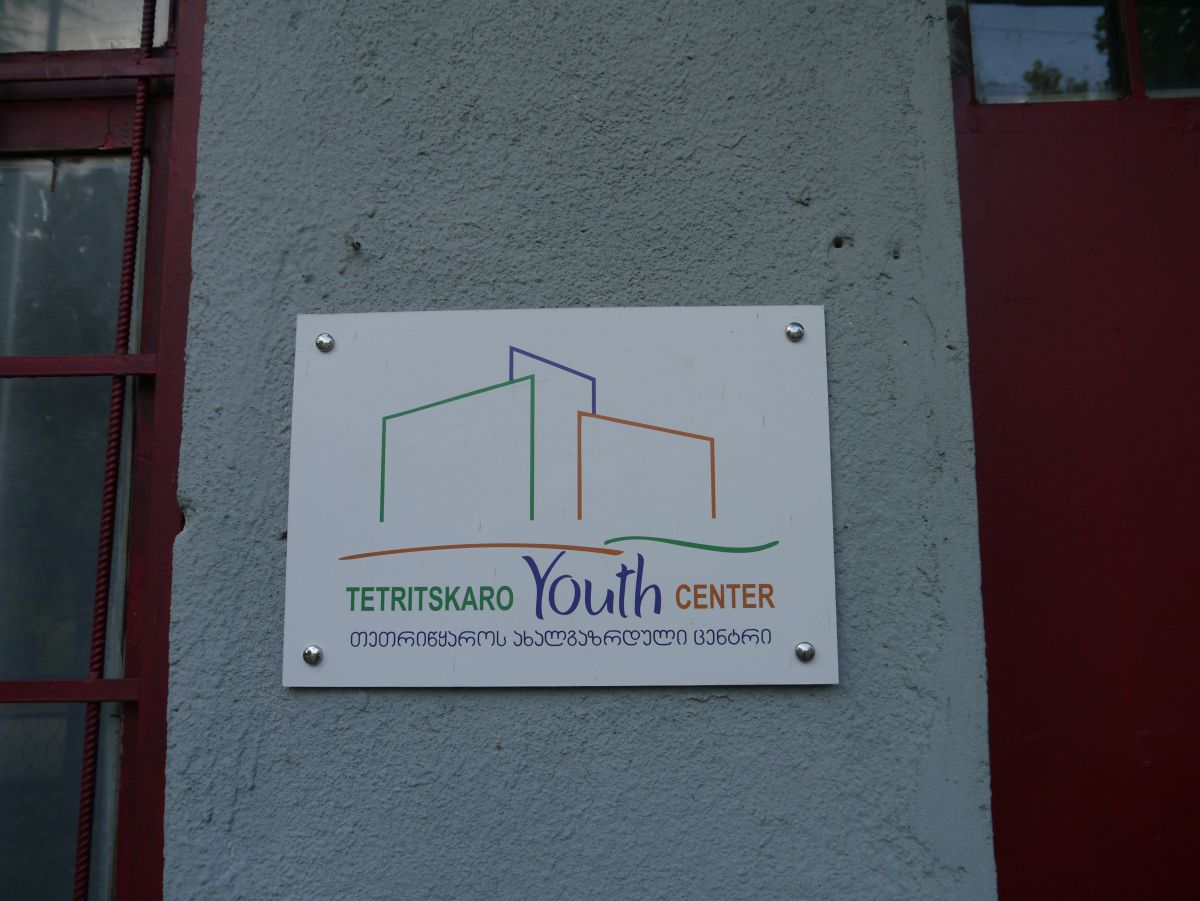 TETRITSKARO Youth CENTER
თეთრიწყაროს ახალგაზრდული ცენტრი